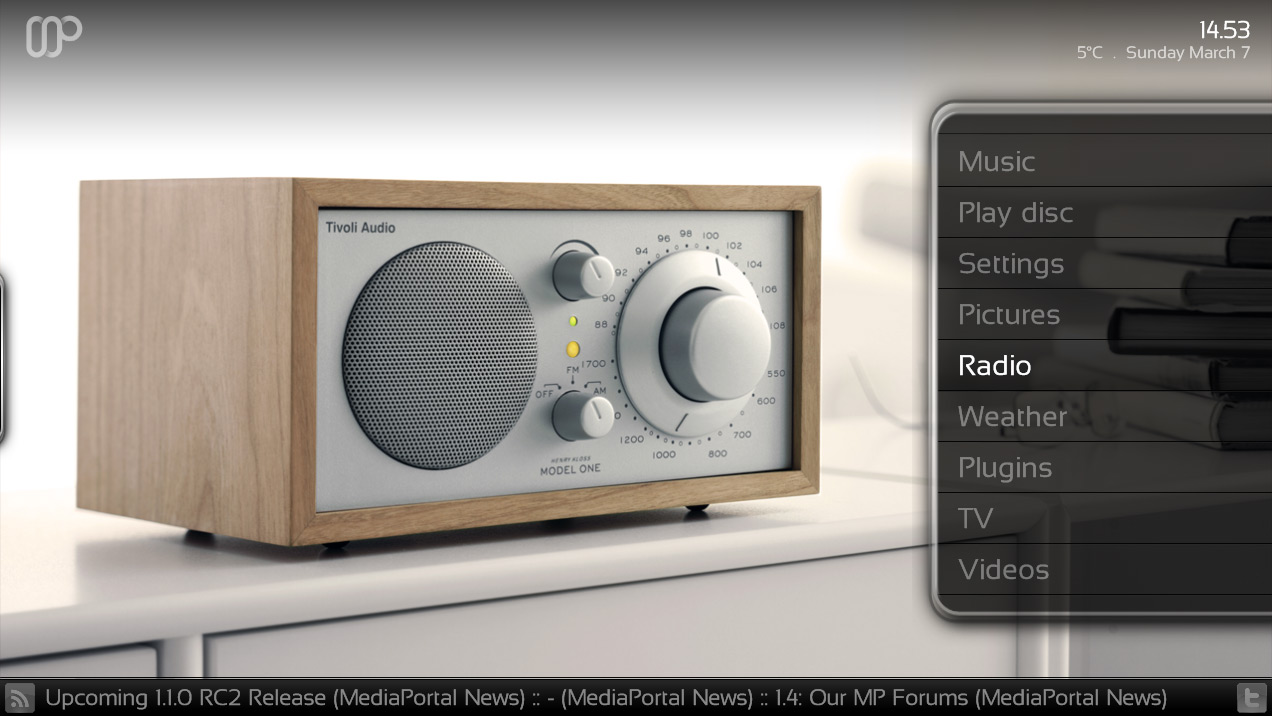 14.53
5°C . Sunday March 7
Tivoli Audio
88 90 92 94 96 98 100 102 104 106 108
FM
OFF AM
1700
550
600
700
800
1000
1200
HENRY KLOSS
MODEL ONE
Music
Play disc
Settings
Pictures
Radio
Weather
Plugins
TV
Videos
Upcoming 1.1.0 RC2 Release (MediaPortal News) :: - (MediaPortal News) :: 1.4: Our MP Forums (MediaPortal News)